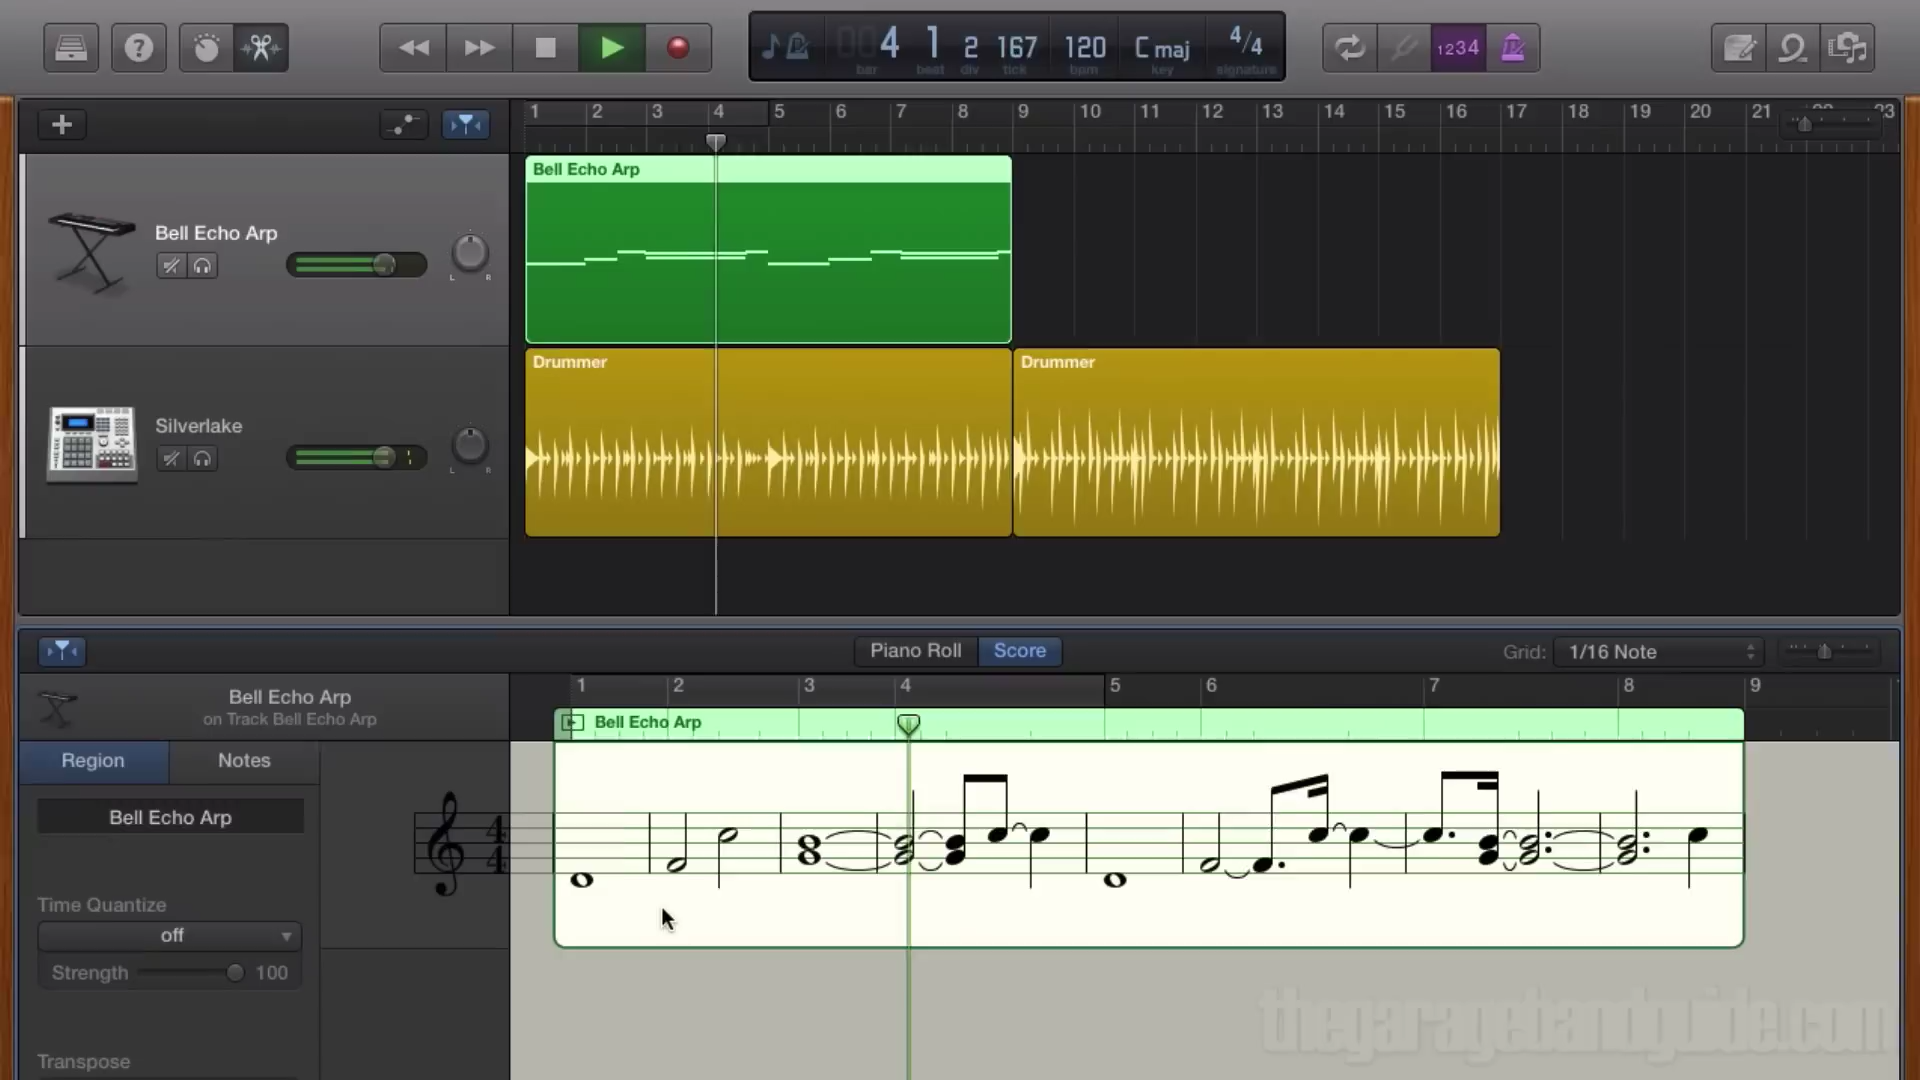 4 1 2 167 120 C maj 4/4
bar beat div tick bpm key signature
1234
1 2 3 4 5 6 7 8 9 10 11 12 13 14 15 16 17 18 19 20 21 23
Bell Echo Arp
Bell Echo Arp
L R
Drummer Drummer
Silverlake
L R
Piano Roll Score Grid: 1/16 Note
1 2 3 4 5 6 7 8 9
Bell Echo Arp
on Track Bell Echo Arp
Bell Echo Arp
Region Notes
Bell Echo Arp
4
4
Time Quantize
off
Strength 100
Transpose
thegaragebandguide.com